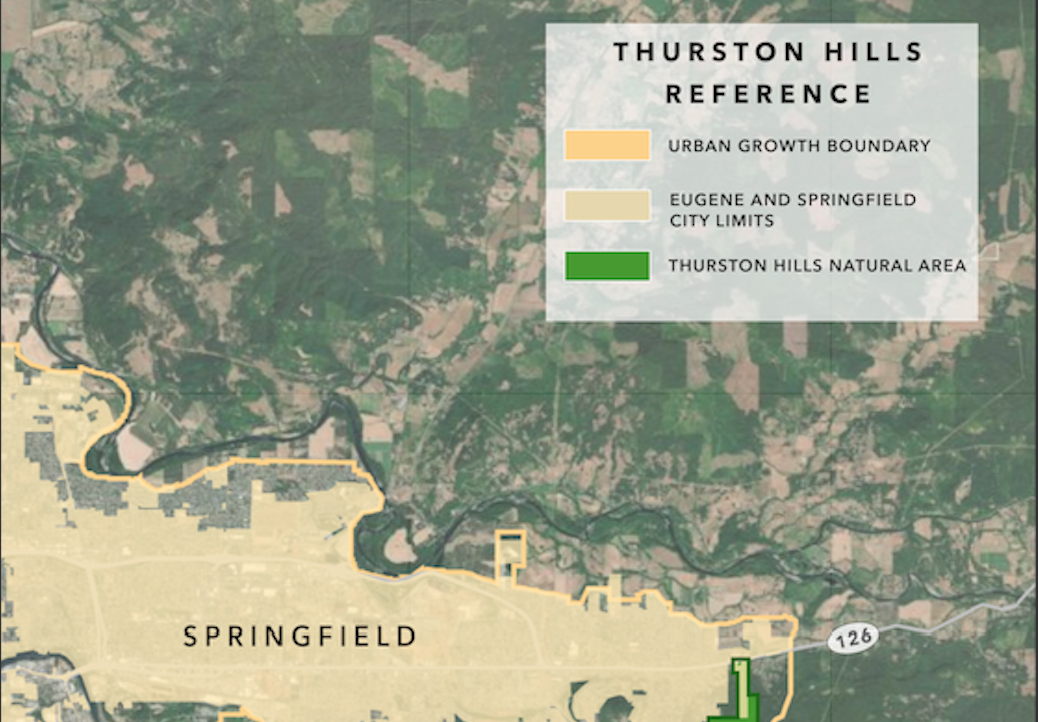 THURSTON HILLS
REFERENCE
URBAN GROWTH BOUNDARY
EUGENE AND SPRINGFIELD
CITY LIMITS
THURSTON HILLS NATURAL AREA
SPRINGFIELD
126